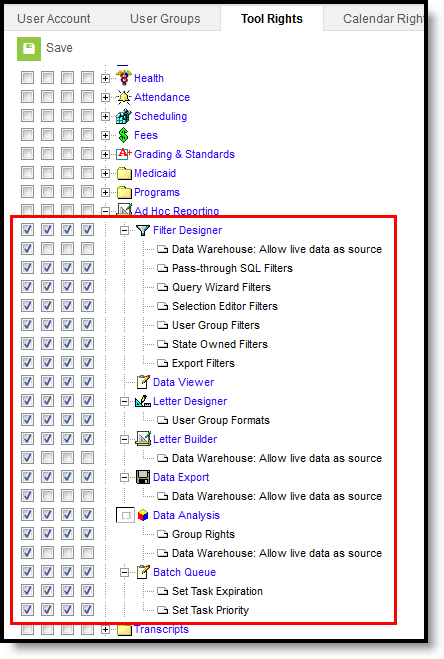 User Account User Groups Tool Rights Calendar Righ
Save
Health
Attendance
Scheduling
Fees
Grading & Standards
Medicaid
Programs
Ad Hoc Reporting
Filter Designer
Data Warehouse: Allow live data as source
Pass-through SQL Filters
Query Wizard Filters
Selection Editor Filters
User Group Filters
State Owned Filters
Export Filters
Data Viewer
Letter Designer
User Group Formats
Letter Builder
Data Warehouse: Allow live data as source
Data Export
Data Warehouse: Allow live data as source
Data Analysis
Group Rights
Data Warehouse: Allow live data as source
Batch Queue
Set Task Expiration
Set Task Priority
Transcripts